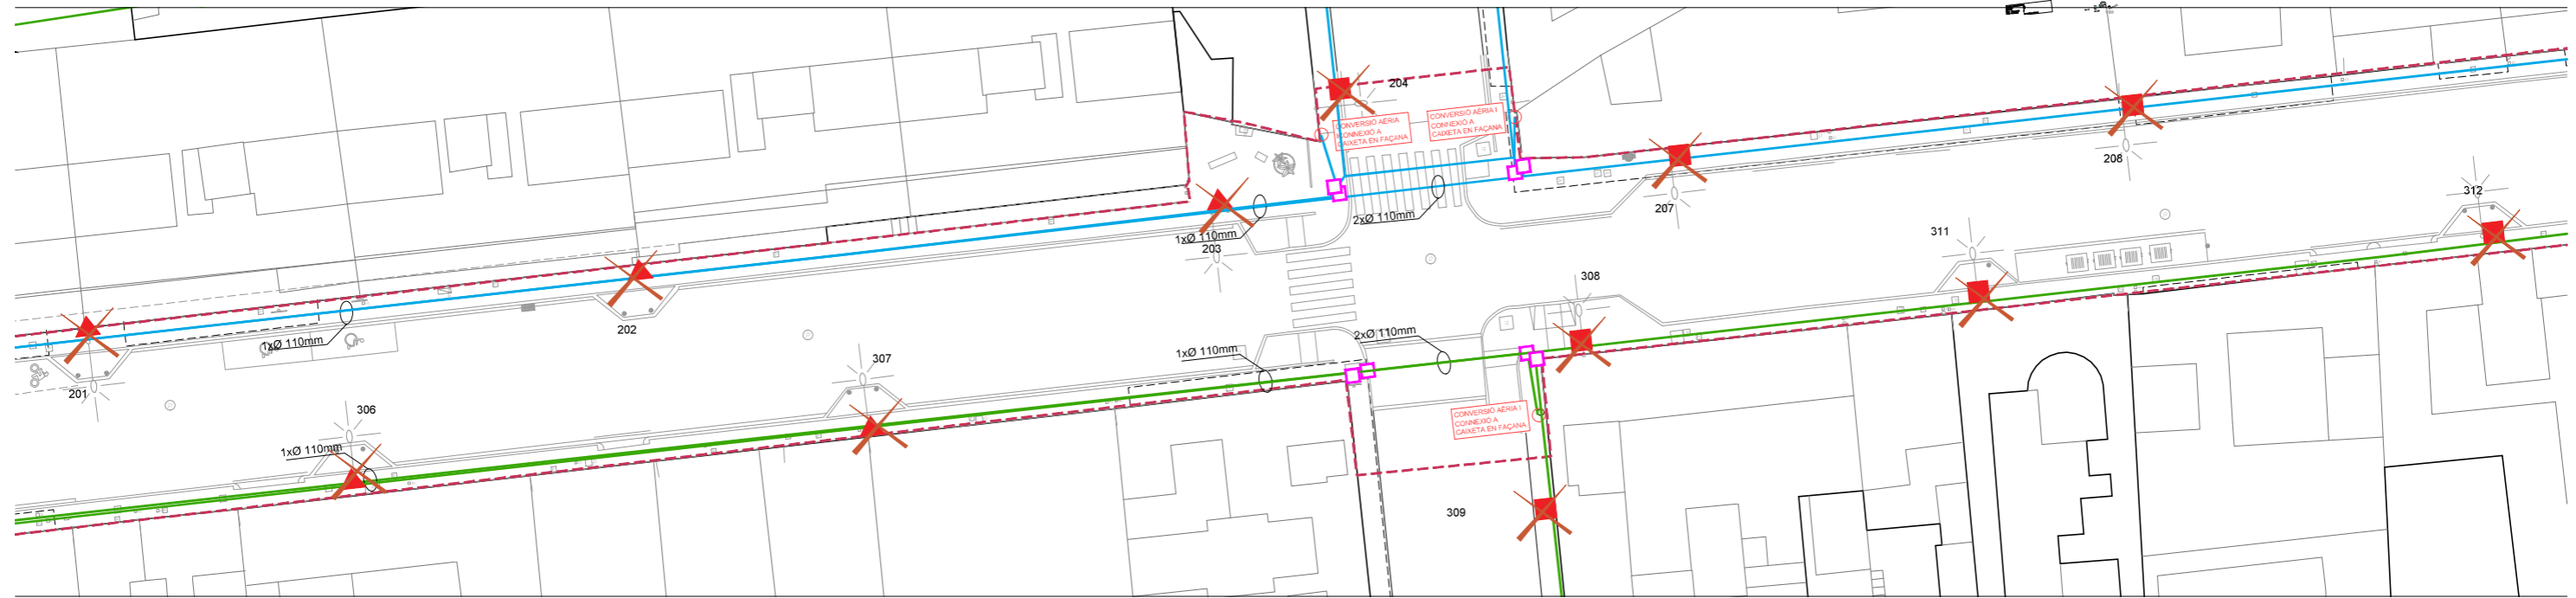 204
CONVERSIÓ AÈRIA
CONNEXIÓ A
CAIXETA EN FAÇANA
CONVERSIÓ AÈRIA I
CONNEXIÓ A
CAIXETA EN FAÇANA
208
312
207
2xØ 110mm
1xØ 110mm
203
311
308
202
1xØ 110mm
2xØ 110mm
1xØ 110mm
307
201
306
CONVERSIÓ AÈRIA I
CONNEXIÓ A
CAIXETA EN FAÇANA
1xØ 110mm
309